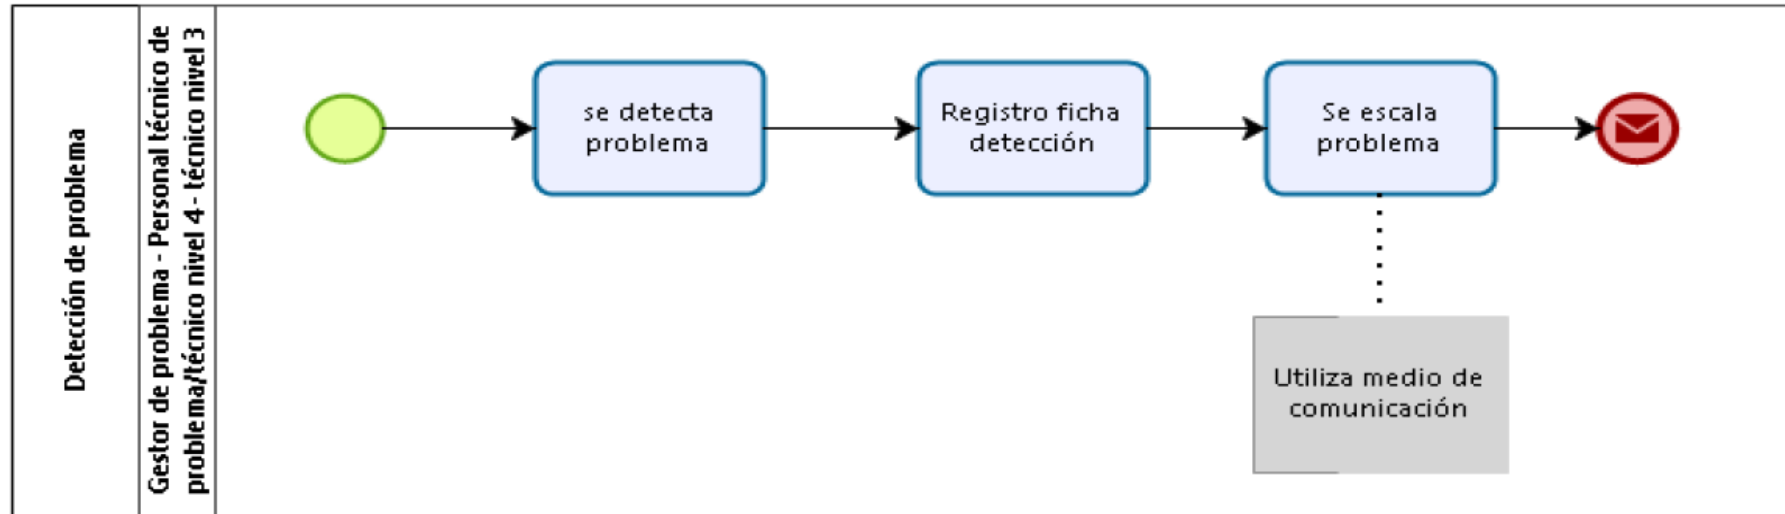 Detección de problema
Gestor de problema - Personal técnico de
problema/técnico nivel 4 - técnico nivel 3
se detecta
problema
Registro ficha
detección
Se escala
problema
Utiliza medio de
comunicación